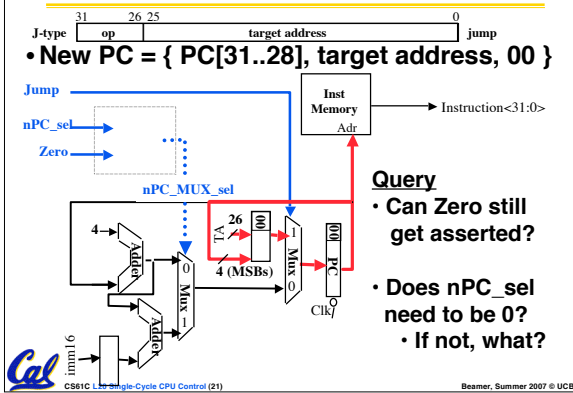 31 26 25 0
J-type op target address jump
• New PC = { PC[31..28], target address, 00 }
Jump
Inst
Memory
Adr
Instruction<31:0>
nPC_sel
Zero
nPC_MUX_sel
Query
• Can Zero still
get asserted?
• Does nPC_sel
need to be 0?
• If not, what?
4
Adder
TA
26
00
4 (MSBs)
0
Mux
1
1
Mux
0
00
PC
Clk
Adder
imm16
Cal
CS61C L20 Single-Cycle CPU Control (21)
Beamer, Summer 2007 © UCB